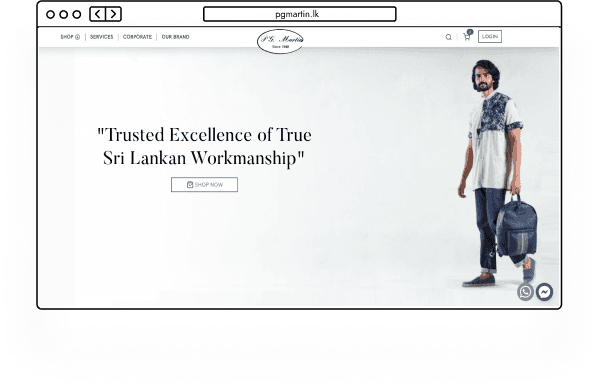 pgmartin.lk
SHOP
SERVICES
CORPORATE
OUR BRAND
P.G. Martin
Since 1948
LOGIN
"Trusted Excellence of True
Sri Lankan Workmanship"
SHOP NOW